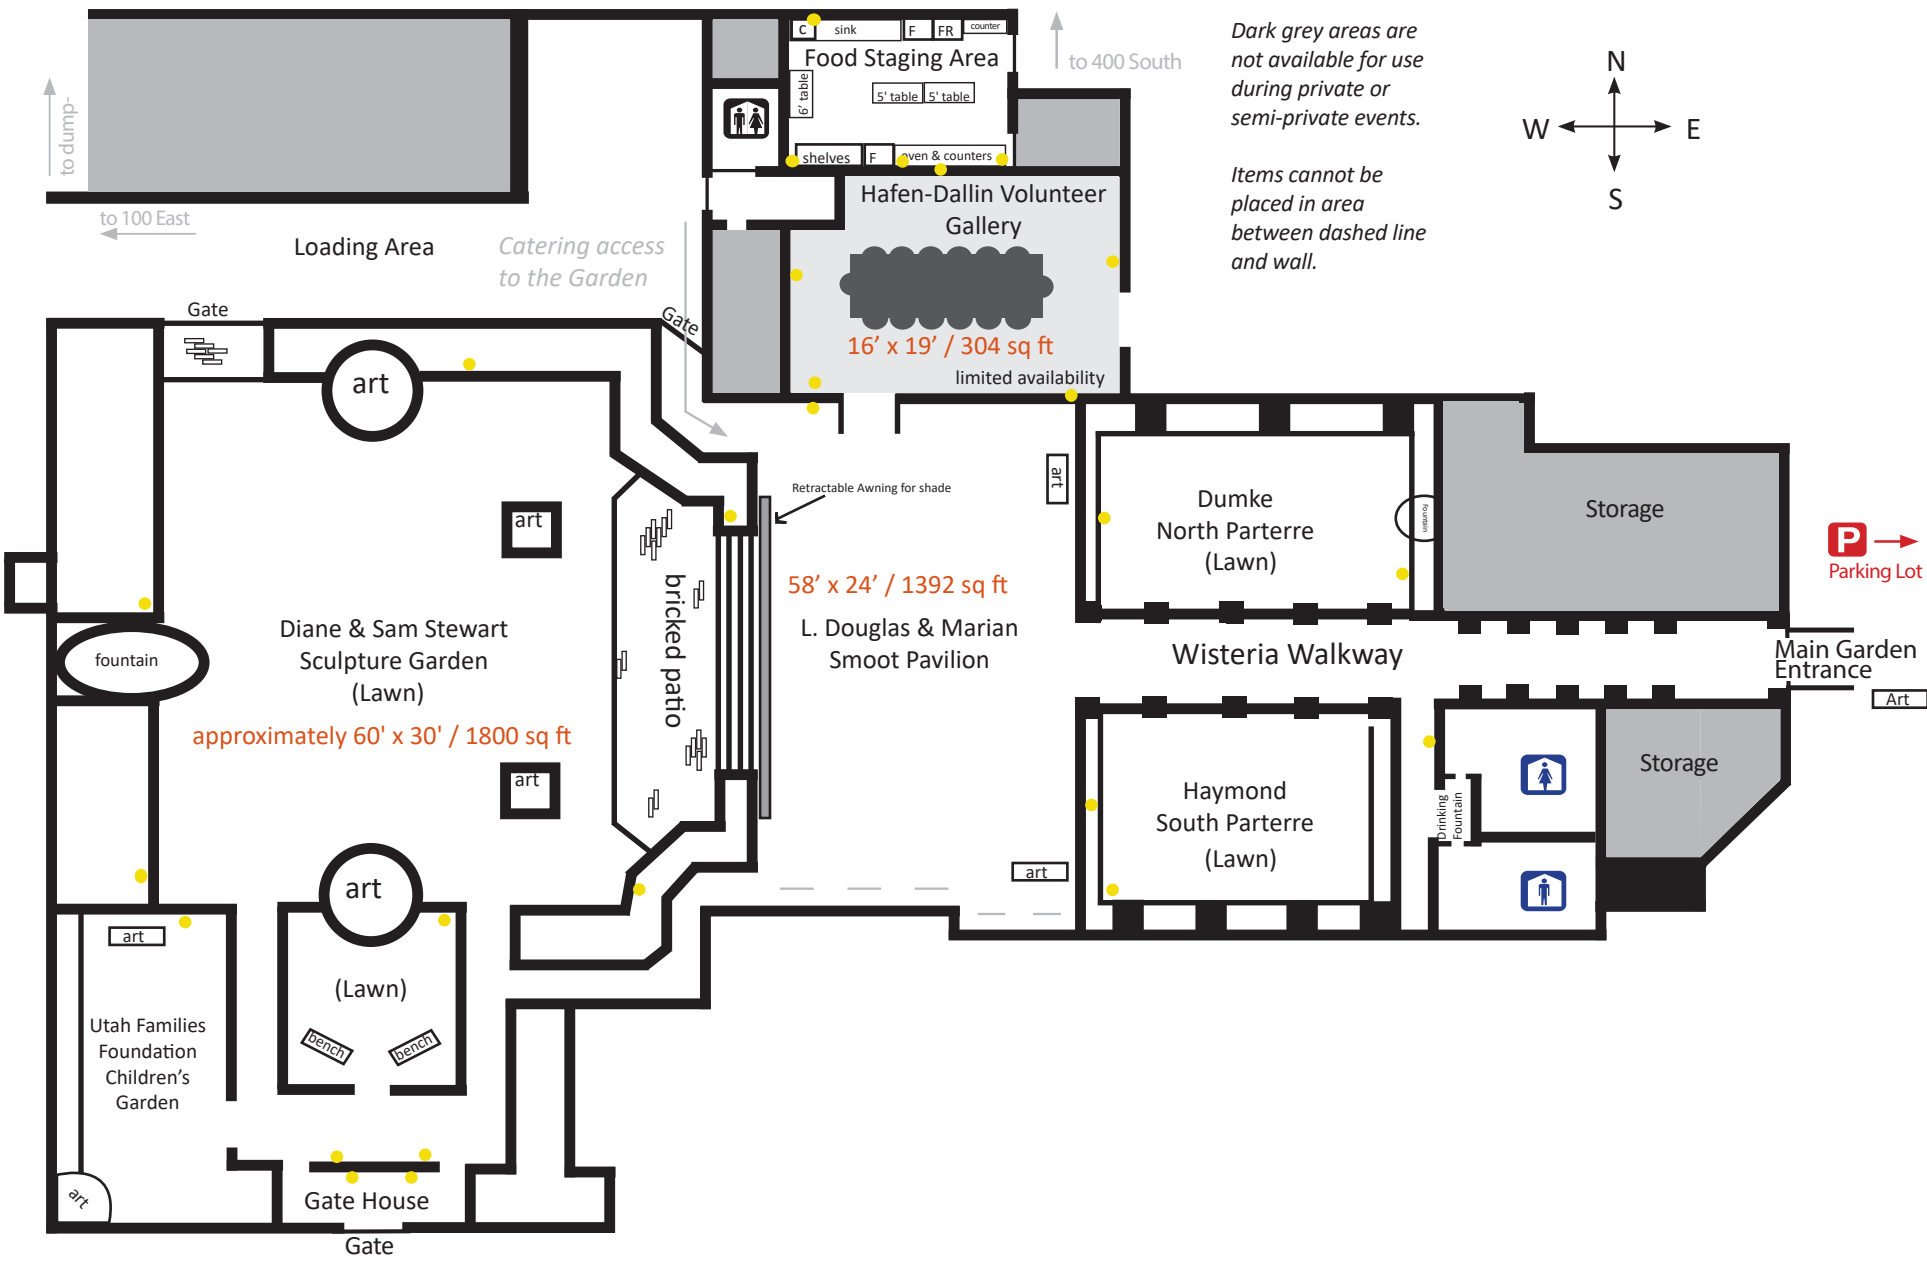 C
sink
F
FR
counter
Food Staging Area
6' table
5' table
5' table
shelves
F
oven & counters
to 400 South
Dark grey areas are
not available for use
during private or
semi-private events.
Items cannot be
placed in area
between dashed line
and wall.
N
W
E
S
to dump-
to 100 East
Loading Area
Catering access
to the Garden
Gate
Gate
Hafen-Dallin Volunteer
Gallery
16’ x 19’ / 304 sq ft
limited availability
art
art
Retractable Awning for shade
art
Dumke
North Parterre
(Lawn)
Fountain
Storage
P
Parking Lot
bricked patio
58’ x 24’ / 1392 sq ft
L. Douglas & Marian
Smoot Pavilion
Diane & Sam Stewart
Sculpture Garden
(Lawn)
approximately 60' x 30' / 1800 sq ft
fountain
Wisteria Walkway
Main Garden
Entrance
Art
art
art
Haymond
South Parterre
(Lawn)
art
Drinking
Fountain
Storage
art
(Lawn)
bench
bench
Utah Families
Foundation
Children’s
Garden
art
Gate House
Gate